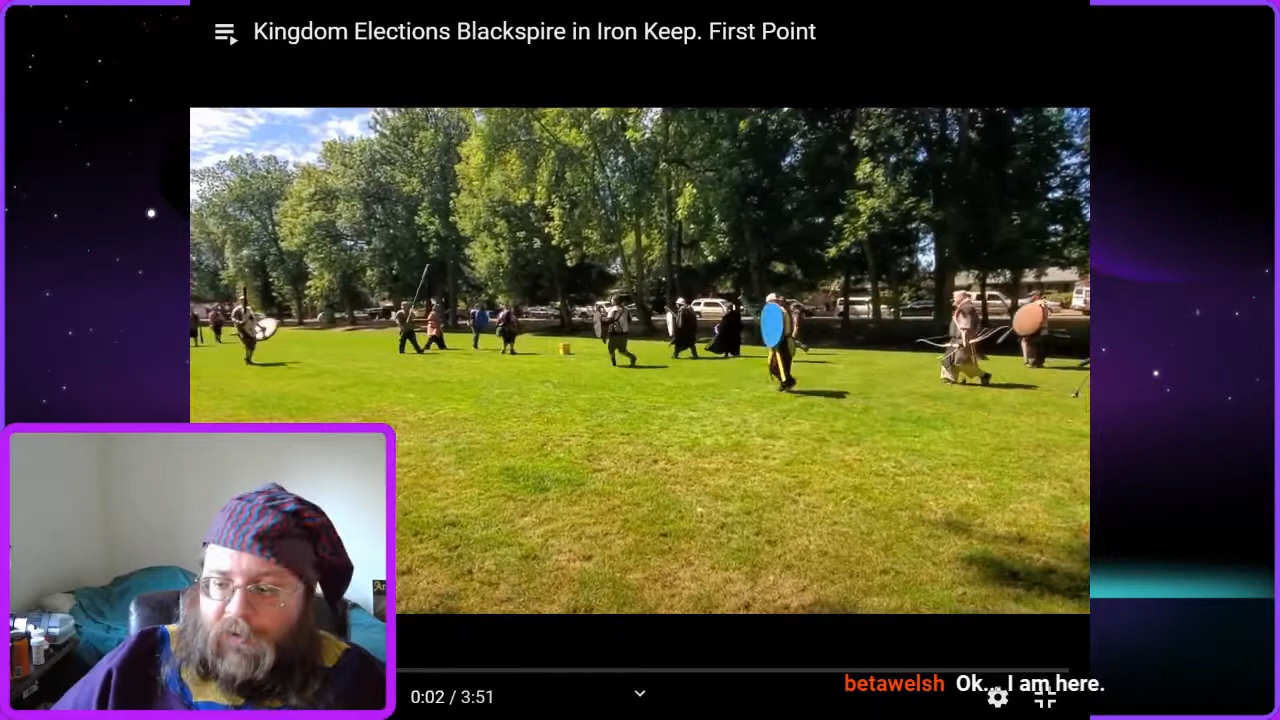 Kingdom Elections Blackspire in Iron Keep. First Point
0:02 / 3:51
betawelsh Ok... I am here.